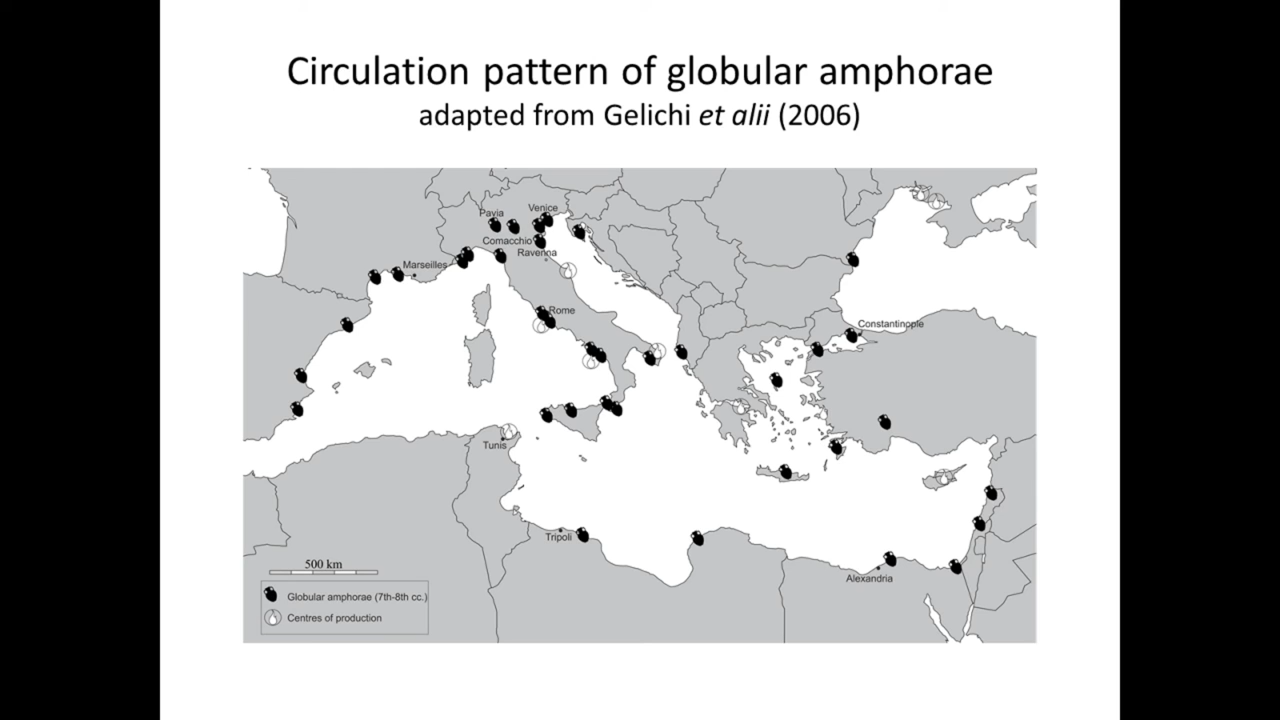 Circulation pattern of globular amphorae
adapted from Gelichi et alii (2006)
Pavia
Venice
Comacchio
Ravenna
Marseilles
Rome
Constantinople
Tunis
Tripoli
Alexandria
500 km
Globular amphorae (7th-8th cc.)
Centres of production